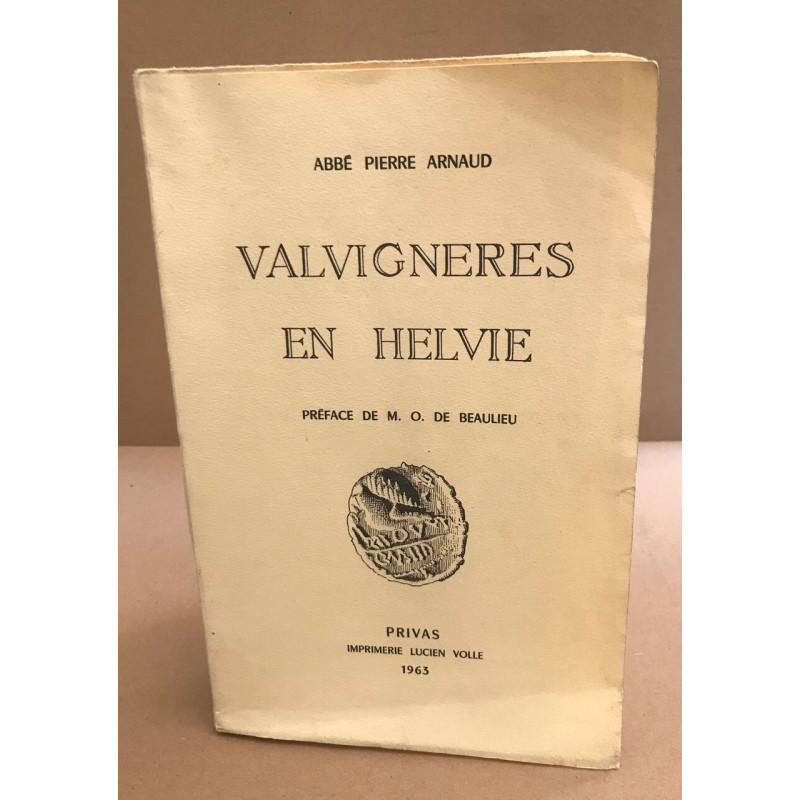 ABBÉ PIERRE ARNAUD
VALVIGNERES
EN HELVIE
PRÉFACE DE M. O. DE BEAULIEU
PRIVAS
IMPRIMERIE LUCIEN VOLLE
1963